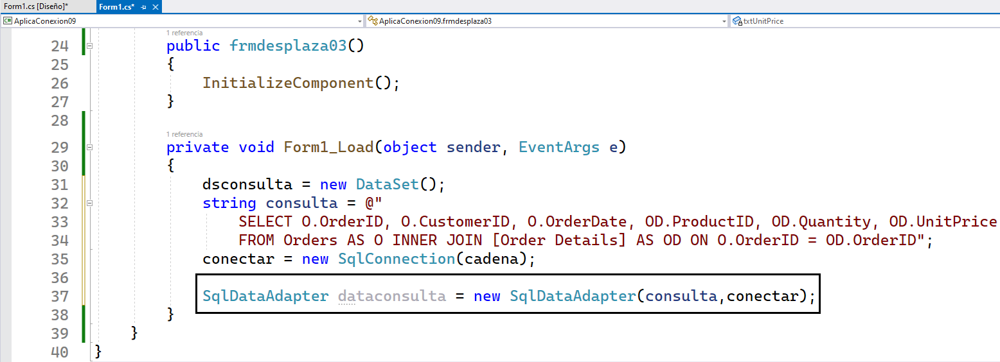 Form1.cs [Diseño]*
Form1.cs*
C# AplicaConexion09
AplicaConexion09.frmdesplaza03
txtUnitPrice
1 referencia
24 public frmdesplaza03()
25 {
26 InitializeComponent();
27 }
28
1 referencia
29 private void Form1_Load(object sender, EventArgs e)
30 {
31 dsconsulta = new DataSet();
32 string consulta = @"
33 SELECT O.OrderID, O.CustomerID, O.OrderDate, OD.ProductID, OD.Quantity, OD.UnitPrice
34 FROM Orders AS O INNER JOIN [Order Details] AS OD ON O.OrderID = OD.OrderID";
35 conectar = new SqlConnection(cadena);
36
37 SqlDataAdapter dataconsulta = new SqlDataAdapter(consulta,conectar);
38 }
39 }
40 }